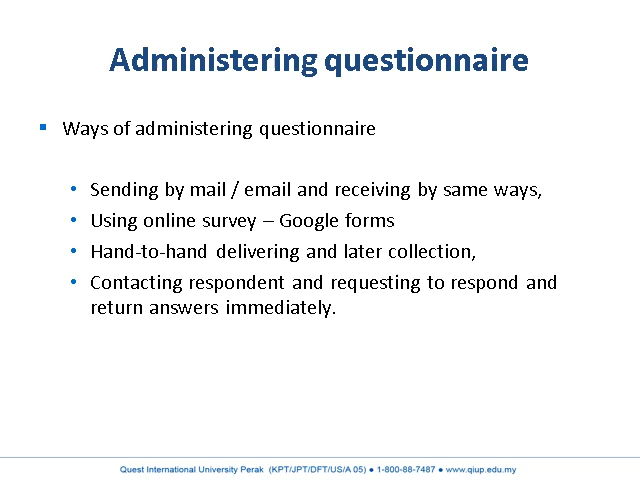 Administering questionnaire
▪ Ways of administering questionnaire
• Sending by mail / email and receiving by same ways,
• Using online survey – Google forms
• Hand-to-hand delivering and later collection,
• Contacting respondent and requesting to respond and
return answers immediately.
Quest International University Perak (KPT/JPT/DFT/US/A 05) ● 1-800-88-7487 ● www.qiup.edu.my